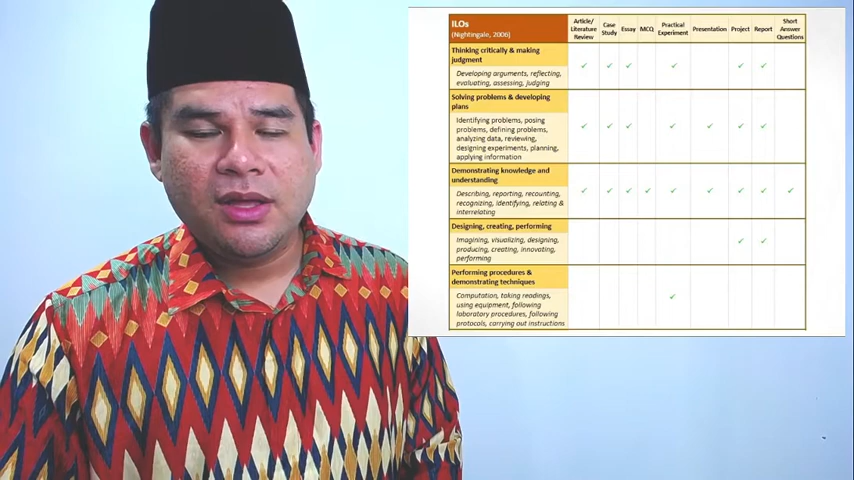 ILOs
(Nightingale, 2006)
Article/
Literature
Review
Case
Study
Essay
MCQ
Practical
Experiment
Presentation
Project
Report
Short
Answer
Questions
Thinking critically & making
judgment
Developing arguments, reflecting,
evaluating, assessing, judging
Solving problems & developing
plans
Identifying problems, posing
problems, defining problems,
analyzing data, reviewing,
designing experiments, planning,
applying information
Demonstrating knowledge and
understanding
Describing, reporting, recounting,
recognizing, identifying, relating &
interrelating
Designing, creating, performing
Imagining, visualizing, designing,
producing, creating, innovating,
performing
Performing procedures &
demonstrating techniques
Computation, taking readings,
using equipment, following
laboratory procedures, following
protocols, carrying out instructions